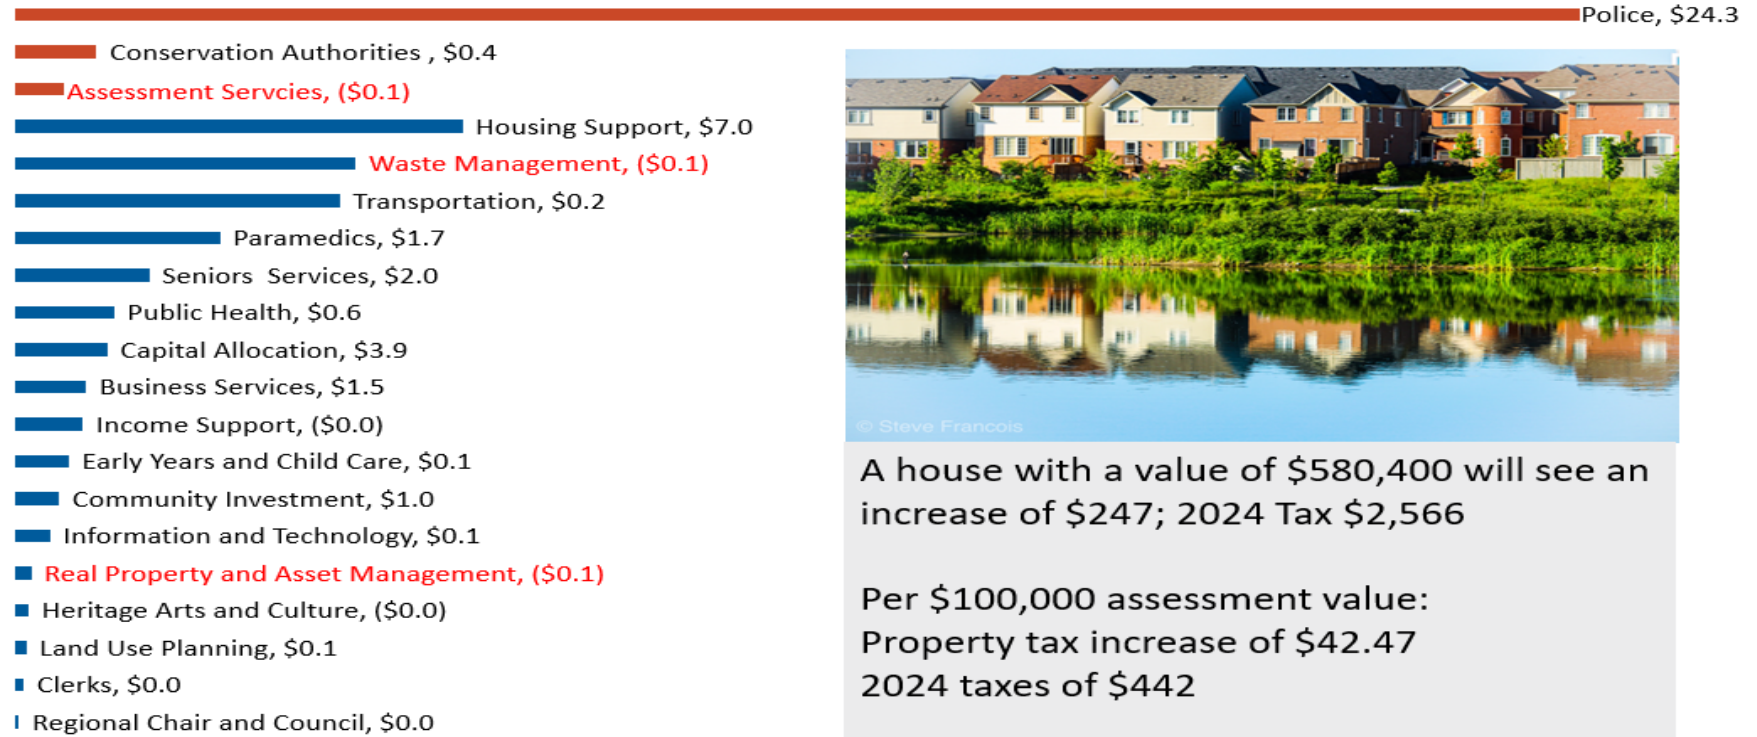 Police, $24.3
Conservation Authorities , $0.4
Assessment Servcies, ($0.1)
Housing Support, $7.0
Waste Management, ($0.1)
Transportation, $0.2
Paramedics, $1.7
Seniors  Services, $2.0
Public Health, $0.6
Capital Allocation, $3.9
Business Services, $1.5
Income Support, ($0.0)
Early Years and Child Care, $0.1
Community Investment, $1.0
Information and Technology, $0.1
Real Property and Asset Management, ($0.1)
Heritage Arts and Culture, ($0.0)
Land Use Planning, $0.1
Clerks, $0.0
Regional Chair and Council, $0.0
© Steve Francois
A house with a value of $580,400 will see an
increase of $247; 2024 Tax $2,566
Per $100,000 assessment value:
Property tax increase of $42.47
2024 taxes of $442